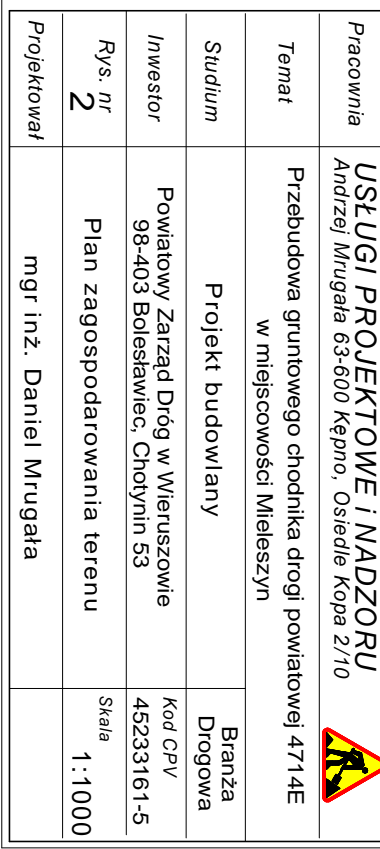 Pracownia
USŁUGI PROJEKTOWE i NADZORU
Andrzej Mrugała 63-600 Kępno, Osiedle Kopa 2/10
Temat
Przebudowa gruntowego chodnika drogi powiatowej 4714E
w miejscowości Mieleszyn
Studium
Projekt budowlany
Branża
Drogowa
Inwestor
Powiatowy Zarząd Dróg w Wieruszowie
98-403 Bolesławiec, Chotynin 53
Kod CPV
45233161-5
Rys. nr
2
Plan zagospodarowania terenu
Skala
1:1000
Projektował
mgr inż. Daniel Mrugała